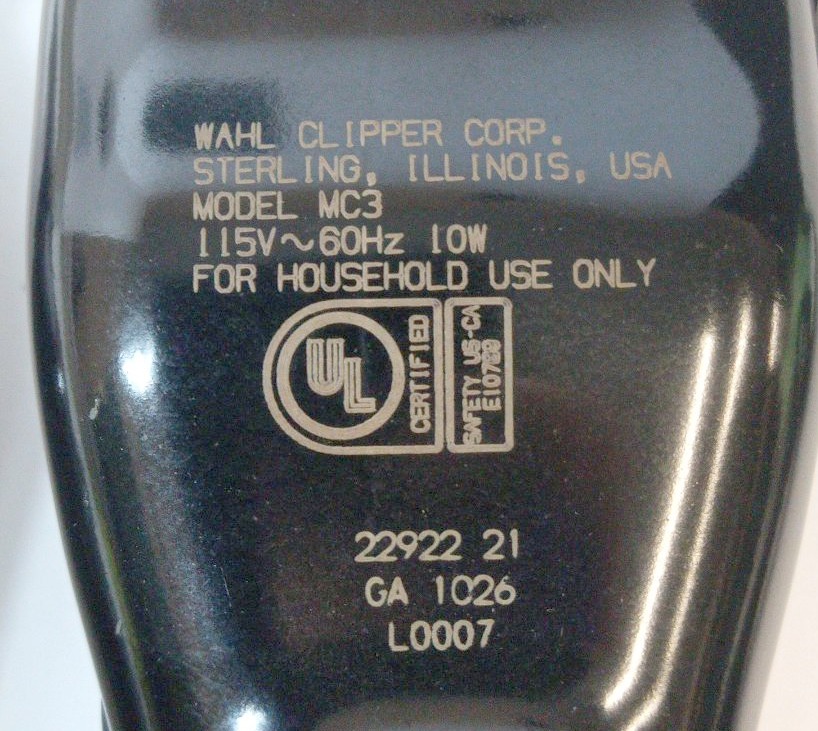 WAHL CLIPPER CORP.
STERLING, ILLINOIS, USA
MODEL MC3
115V~60Hz 10W
FOR HOUSEHOLD USE ONLY
UL
CERTIFIED
SAFETY US-CA
22922 21
GA 1026
L0007